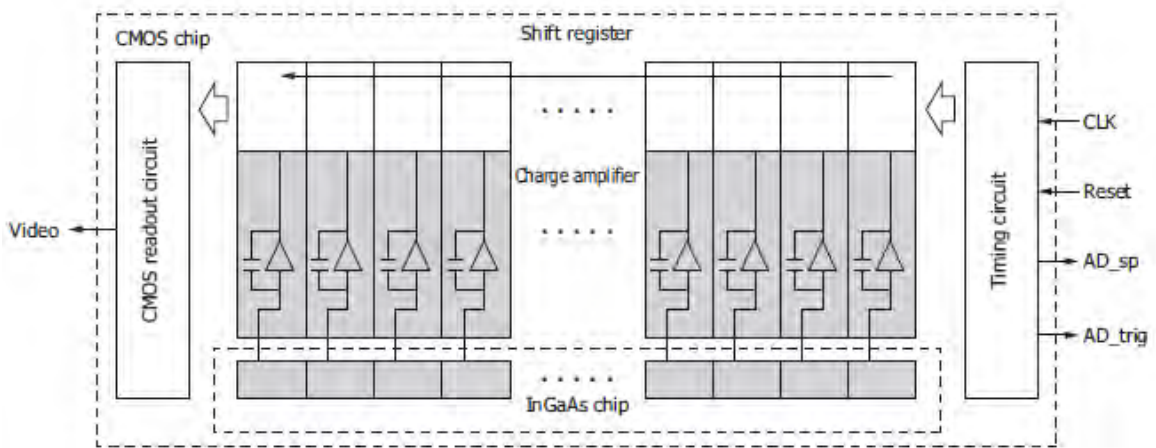 CMOS chip
Shift register
CMOS readout circuit
Charge amplifier
Timing circuit
CLK
Reset
Video
AD_sp
AD_trig
InGaAs chip